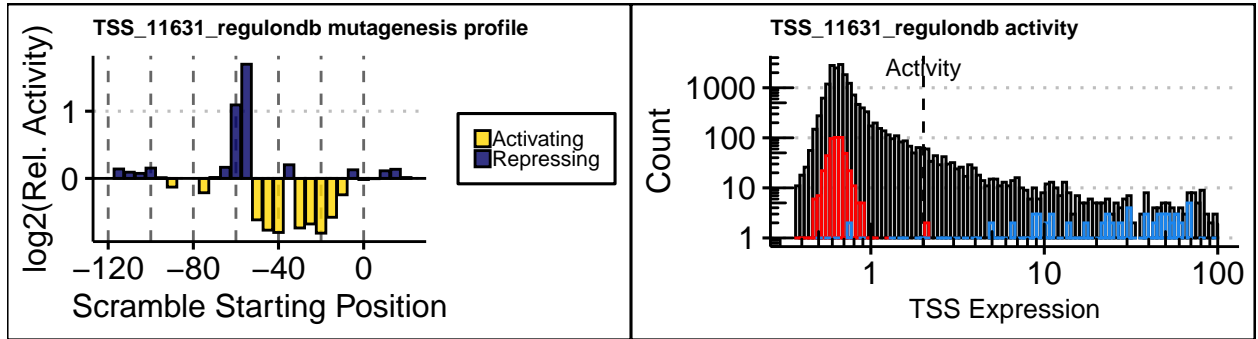 TSS_11631_regulondb mutagenesis profile
log2(Rel. Activity)
1
0
−120
−80
−40
0
Scramble Starting Position
Activating
Repressing
TSS_11631_regulondb activity
Activity
Count
1000
100
10
1
1
10
100
TSS Expression